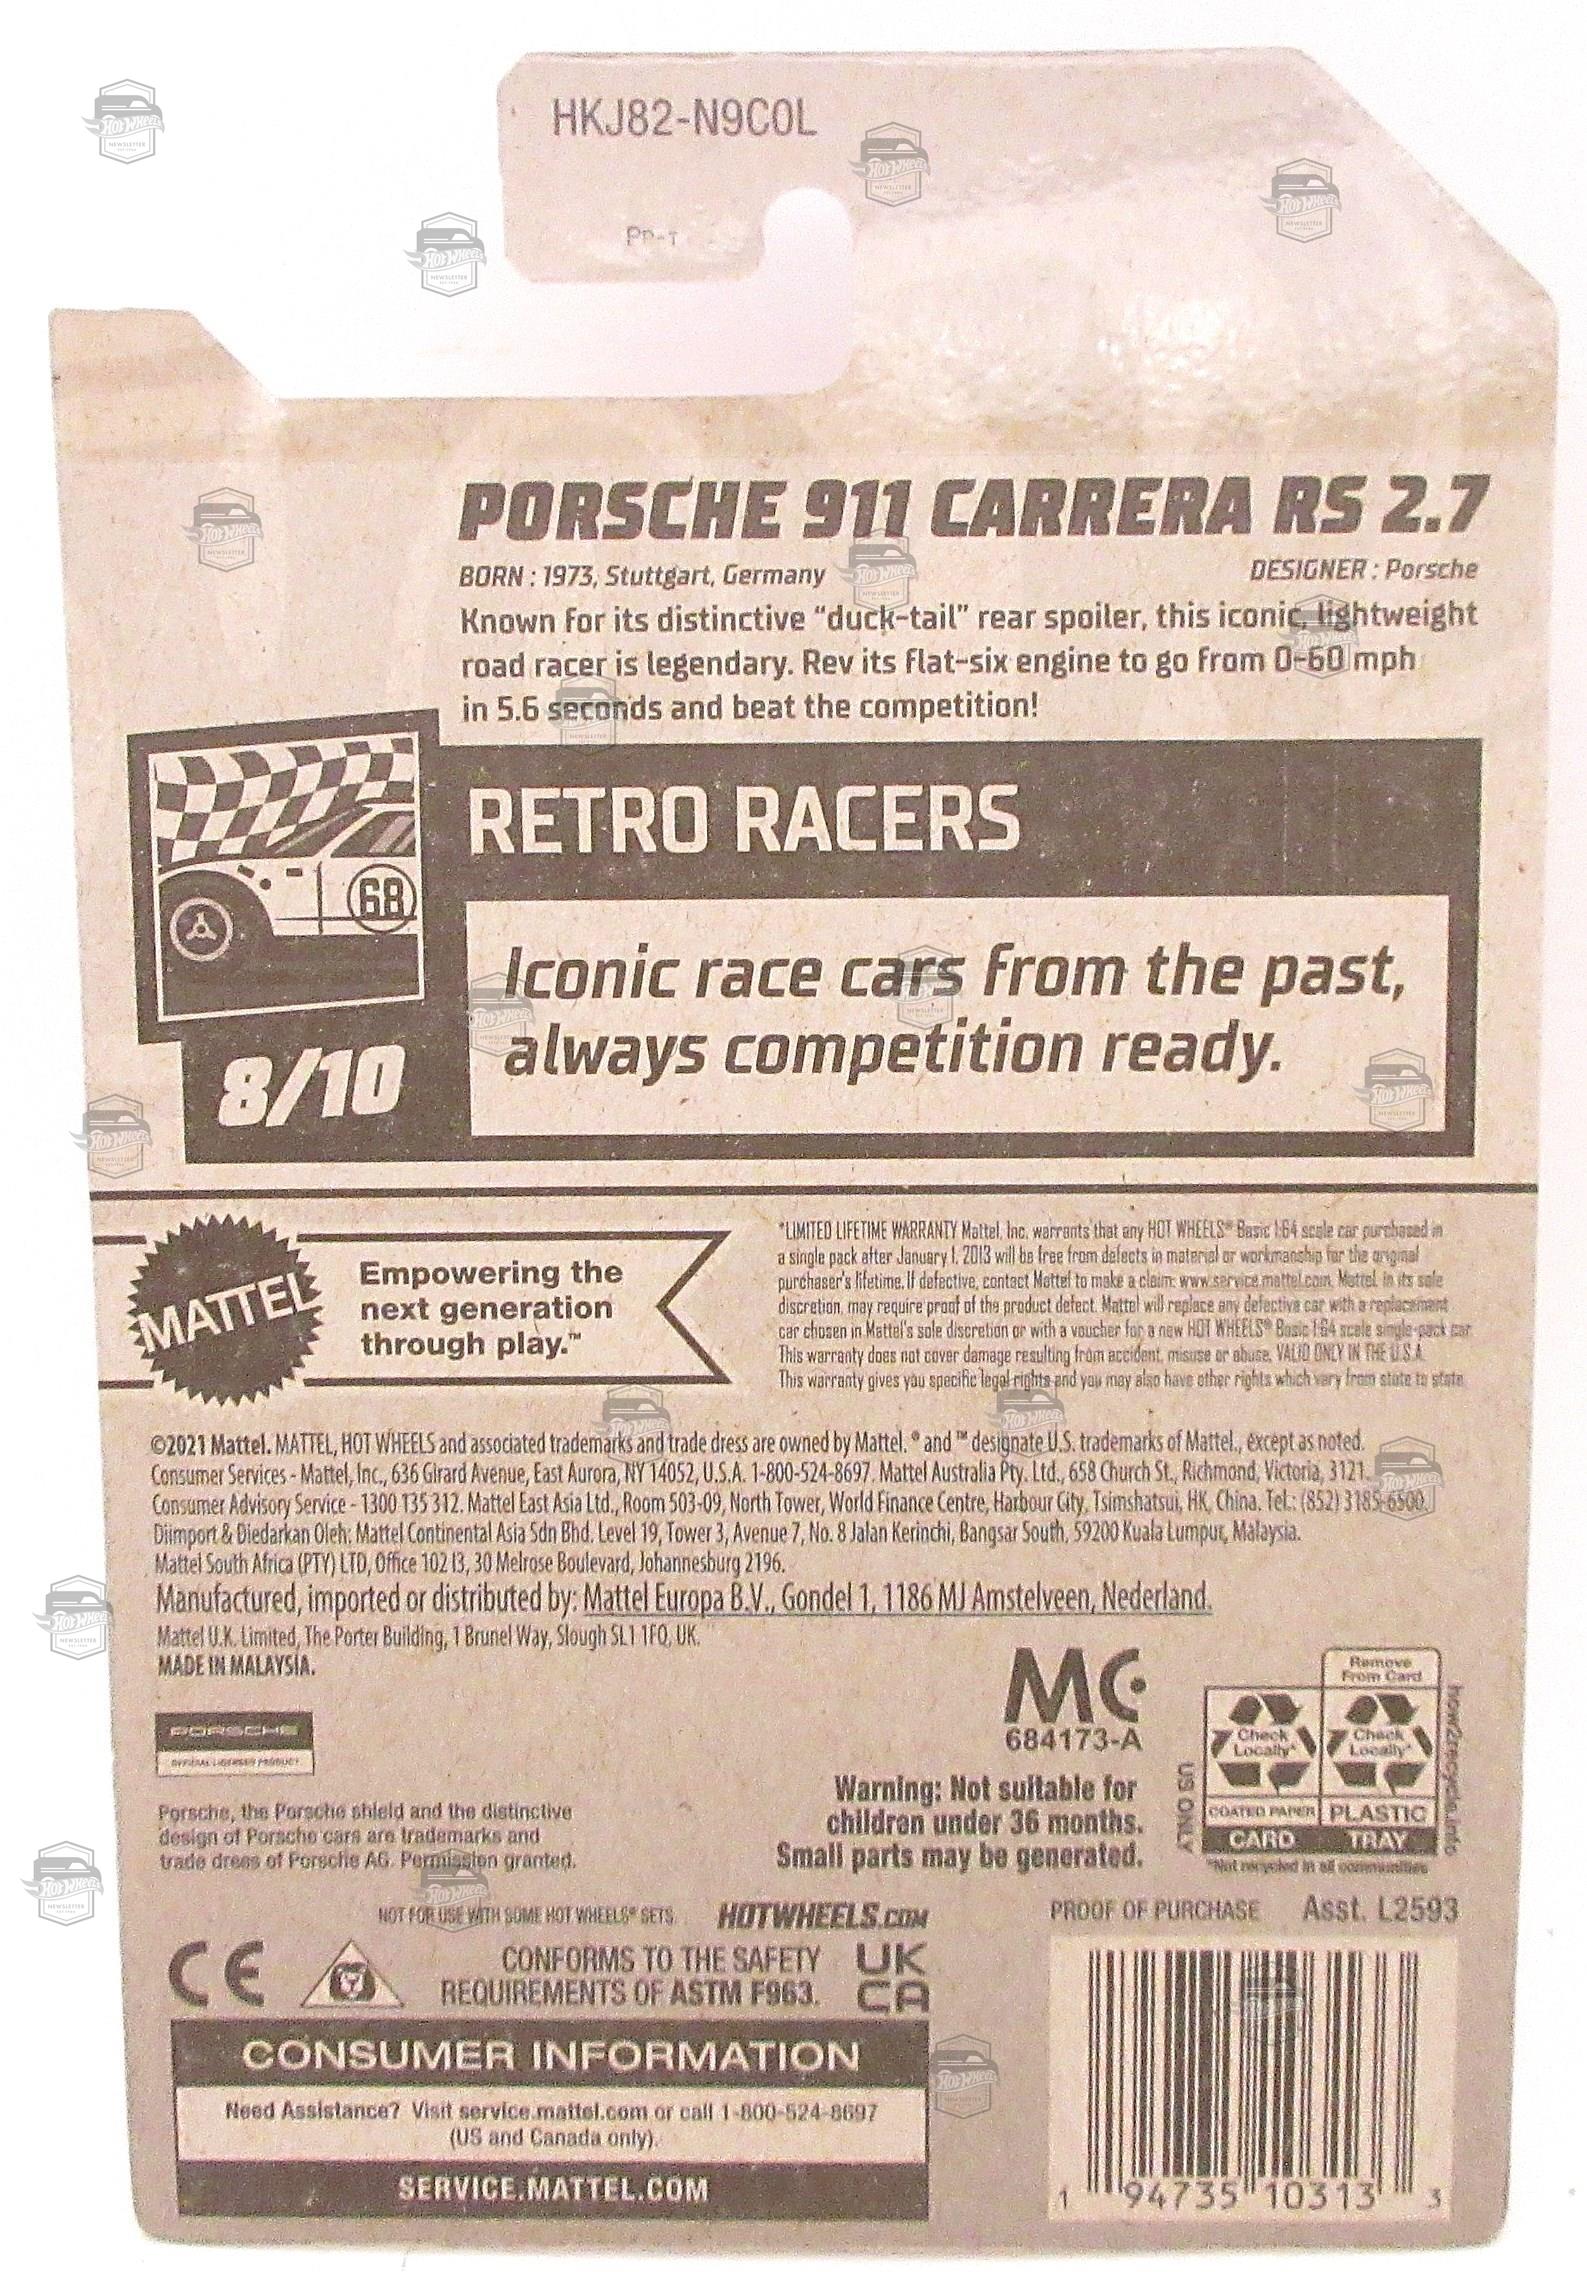 HKJ82-N9C0L
PORSCHE 911 CARRERA RS 2.7
BORN : 1973, Stuttgart, Germany
DESIGNER : Porsche
Known for its distinctive “duck-tail” rear spoiler, this iconic, lightweight
road racer is legendary. Rev its flat-six engine to go from 0-60 mph
in 5.6 seconds and beat the competition!
68
RETRO RACERS
Iconic race cars from the past,
always competition ready.
8/10
MATTEL
Empowering the
next generation
through play.™
*LIMITED LIFETIME WARRANTY Mattel, Inc. warrants that any HOT WHEELS® Basic 1:64 scale car purchased in
a single pack after January 1, 2013 will be free from defects in material or workmanship for the original
purchaser's lifetime. If defective, contact Mattel to make a claim: www.service.mattel.com. Mattel, in its sole
discretion, may require proof of the product defect. Mattel will replace any defective car with a replacement
car chosen in Mattel's sole discretion or with a voucher for a new HOT WHEELS® Basic 1:64 scale single-pack car.
This warranty does not cover damage resulting from accident, misuse or abuse. VALID ONLY IN THE U.S.A.
This warranty gives you specific legal rights and you may also have other rights which vary from state to state.
©2021 Mattel. MATTEL, HOT WHEELS and associated trademarks and trade dress are owned by Mattel. ® and ™ designate U.S. trademarks of Mattel., except as noted.
Consumer Services - Mattel, Inc., 636 Girard Avenue, East Aurora, NY 14052, U.S.A. 1-800-524-8697. Mattel Australia Pty. Ltd., 658 Church St., Richmond, Victoria, 3121.
Consumer Advisory Service - 1300 135 312. Mattel East Asia Ltd., Room 503-09, North Tower, World Finance Centre, Harbour City, Tsimshatsui, HK, China. Tel.: (852) 3185-6500.
Diimport & Diedarkan Oleh: Mattel Continental Asia Sdn Bhd. Level 19, Tower 3, Avenue 7, No. 8 Jalan Kerinchi, Bangsar South, 59200 Kuala Lumpur, Malaysia.
Mattel South Africa (PTY) LTD, Office 102 I3, 30 Melrose Boulevard, Johannesburg 2196.
Manufactured, imported or distributed by: Mattel Europa B.V., Gondel 1, 1186 MJ Amstelveen, Nederland.
Mattel U.K. Limited, The Porter Building, 1 Brunel Way, Slough SL1 1FQ, UK.
MADE IN MALAYSIA.
PORSCHE
OFFICIAL LICENSED PRODUCT
Porsche, the Porsche shield and the distinctive
design of Porsche cars are trademarks and
trade dress of Porsche AG. Permission granted.
MC
684173-A
Warning: Not suitable for
children under 36 months.
Small parts may be generated.
Remove
From Card
Check
Locally*
Check
Locally*
COATED PAPER
PLASTIC
CARD
TRAY
*Not recycled in all communities
US ONLY
how2recycle.info
NOT FOR USE WITH SOME HOT WHEELS® SETS.
HOTWHEELS.COM
CE
CONFORMS TO THE SAFETY
REQUIREMENTS OF ASTM F963.
UK
CA
PROOF OF PURCHASE
Asst. L2593
CONSUMER INFORMATION
Need Assistance? Visit service.mattel.com or call 1-800-524-8697
(US and Canada only).
SERVICE.MATTEL.COM
1 94735 10313 3